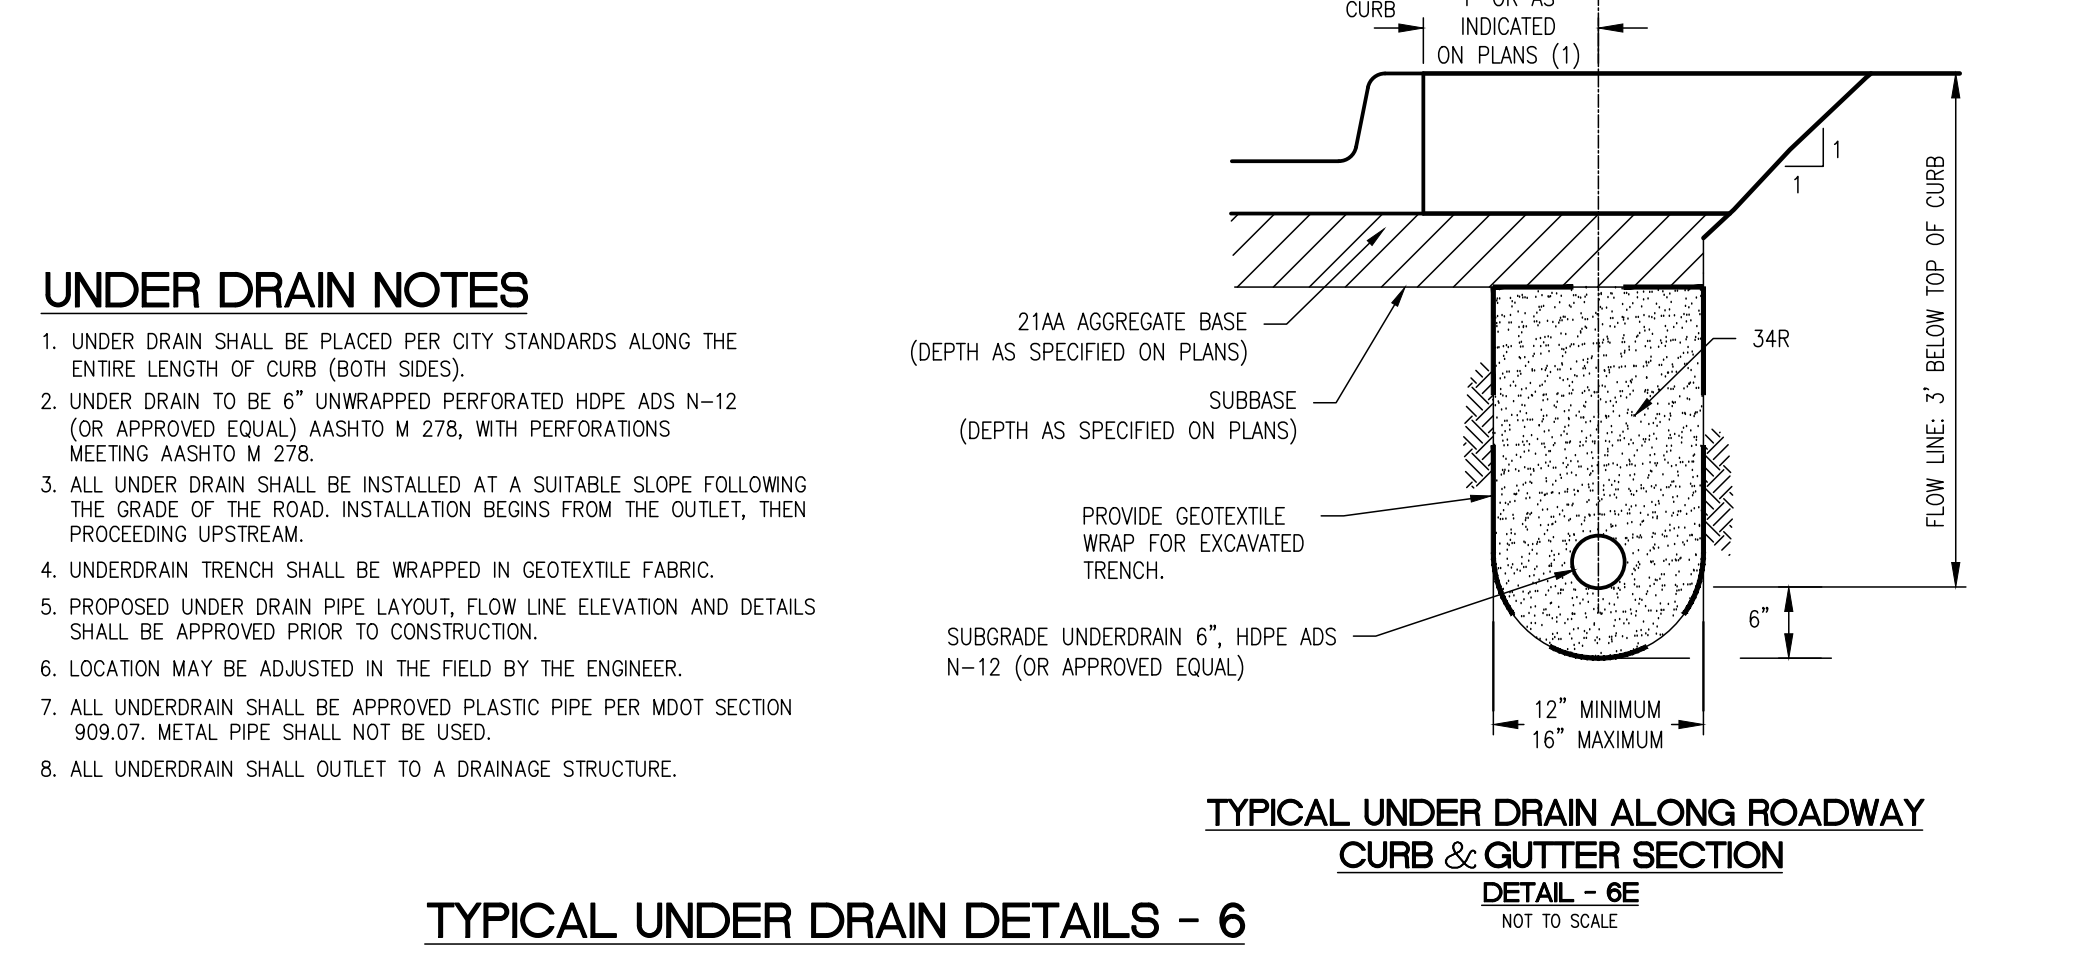 CURB
INDICATED
ON PLANS (1)
1
1
FLOW LINE: 3' BELOW TOP OF CURB
UNDER DRAIN NOTES
1. UNDER DRAIN SHALL BE PLACED PER CITY STANDARDS ALONG THE
ENTIRE LENGTH OF CURB (BOTH SIDES).
2. UNDER DRAIN TO BE 6" UNWRAPPED PERFORATED HDPE ADS N-12
(OR APPROVED EQUAL) AASHTO M 278, WITH PERFORATIONS
MEETING AASHTO M 278.
3. ALL UNDER DRAIN SHALL BE INSTALLED AT A SUITABLE SLOPE FOLLOWING
THE GRADE OF THE ROAD. INSTALLATION BEGINS FROM THE OUTLET, THEN
PROCEEDING UPSTREAM.
4. UNDERDRAIN TRENCH SHALL BE WRAPPED IN GEOTEXTILE FABRIC.
5. PROPOSED UNDER DRAIN PIPE LAYOUT, FLOW LINE ELEVATION AND DETAILS
SHALL BE APPROVED PRIOR TO CONSTRUCTION.
6. LOCATION MAY BE ADJUSTED IN THE FIELD BY THE ENGINEER.
7. ALL UNDERDRAIN SHALL BE APPROVED PLASTIC PIPE PER MDOT SECTION
909.07. METAL PIPE SHALL NOT BE USED.
8. ALL UNDERDRAIN SHALL OUTLET TO A DRAINAGE STRUCTURE.
21AA AGGREGATE BASE
(DEPTH AS SPECIFIED ON PLANS)
34R
SUBBASE
(DEPTH AS SPECIFIED ON PLANS)
PROVIDE GEOTEXTILE
WRAP FOR EXCAVATED
TRENCH.
SUBGRADE UNDERDRAIN 6", HDPE ADS
N-12 (OR APPROVED EQUAL)
6"
12" MINIMUM
16" MAXIMUM
TYPICAL UNDER DRAIN ALONG ROADWAY
CURB & GUTTER SECTION
DETAIL - 6E
NOT TO SCALE
TYPICAL UNDER DRAIN DETAILS - 6